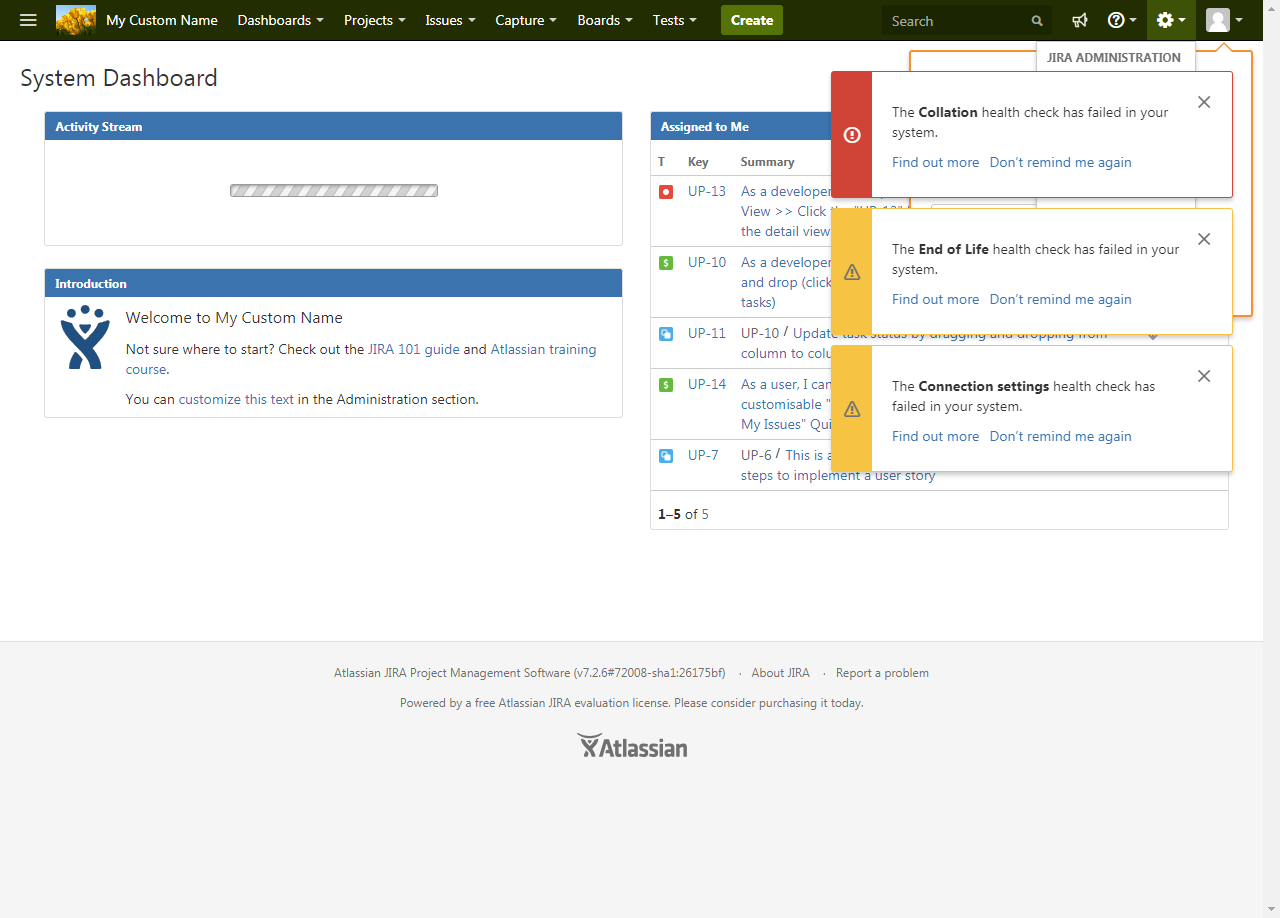 My Custom Name Dashboards Projects Issues Capture Boards Tests Create Search
JIRA ADMINISTRATION
System Dashboard
Activity Stream
Introduction
Welcome to My Custom Name
Not sure where to start? Check out the JIRA 101 guide and Atlassian training
course.
You can customize this text in the Administration section.
Assigned to Me
T Key Summary
UP-13 As a developer
View >> Click the "UP-13"
the detail view
UP-10 As a developer
and drop (click
tasks)
UP-11 UP-10 / Update task status by dragging and dropping from
column to colu
UP-14 As a user, I can
customisable "
My Issues" Qui
UP-7 UP-6 / This is a
steps to implement a user story
1–5 of 5
The Collation health check has failed in your
system.
Find out more Don't remind me again
The End of Life health check has failed in your
system.
Find out more Don't remind me again
The Connection settings health check has
failed in your system.
Find out more Don't remind me again
Atlassian JIRA Project Management Software (v7.2.6#72008-sha1:26175bf) · About JIRA · Report a problem
Powered by a free Atlassian JIRA evaluation license. Please consider purchasing it today.
Atlassian